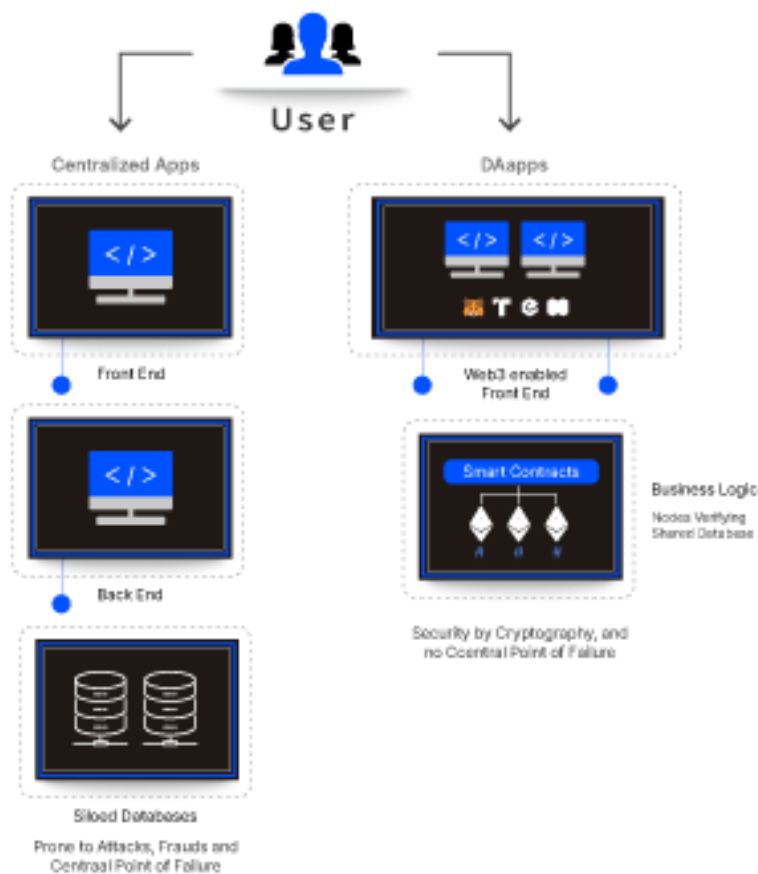 User
Centralized Apps
</>
Front End
</>
Back End
Siloed Databases
Prone to Attacks, Frauds and
Centraal Point of Failure
DAapps
</> </>
Web3 enabled
Front End
Smart Contracts
Business Logic
Nodes Verifying
Shared Database
Security by Cryptography, and
no Ccentral Point of Failure